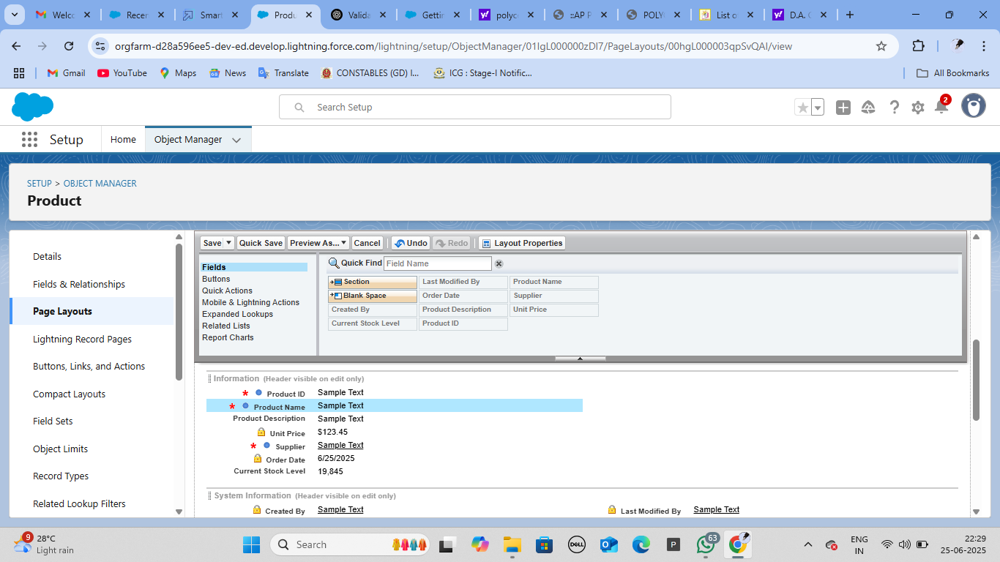 Welco
Recen
Smart
Produ
Valida
Gettin
polyc
::AP P
POLY
List o
D.A. C
orgfarm-d28a596ee5-dev-ed.develop.lightning.force.com/lightning/setup/ObjectManager/01IgL000000zDI7/PageLayouts/00hgL000003qpSvQAI/view
Gmail YouTube Maps News Translate CONSTABLES (GD) I... ICG : Stage-I Notific... All Bookmarks
Search Setup
2
Setup Home Object Manager
SETUP > OBJECT MANAGER
Product
Details
Fields & Relationships
Page Layouts
Lightning Record Pages
Buttons, Links, and Actions
Compact Layouts
Field Sets
Object Limits
Record Types
Related Lookup Filters
Save Quick Save Preview As... Cancel Undo Redo Layout Properties
Fields
Buttons
Quick Actions
Mobile & Lightning Actions
Expanded Lookups
Related Lists
Report Charts
Quick Find Field Name
Section Last Modified By Product Name
Blank Space Order Date Supplier
Created By Product Description Unit Price
Current Stock Level Product ID
Information (Header visible on edit only)
* Product ID Sample Text
* Product Name Sample Text
Product Description Sample Text
Unit Price $123.45
* Supplier Sample Text
Order Date 6/25/2025
Current Stock Level 19,845
System Information (Header visible on edit only)
Created By Sample Text Last Modified By Sample Text
9
28°C
Light rain
Search
DELL
P
63
ENG
IN
22:29
25-06-2025